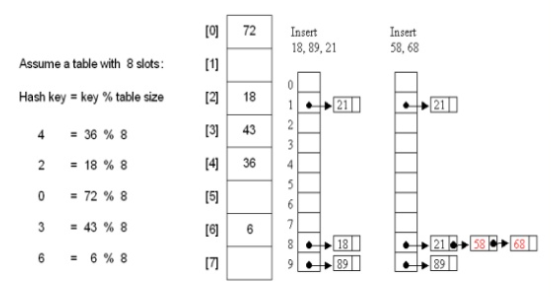 Assume a table with 8 slots:
Hash key = key % table size
4 = 36 % 8
2 = 18 % 8
0 = 72 % 8
3 = 43 % 8
6 = 6 % 8
[0] 72
[1]
[2] 18
[3] 43
[4] 36
[5]
[6] 6
[7]
Insert
18, 89, 21
0
1 21
2
3
4
5
6
7
8 18
9 89
Insert
58, 68
21
21 58 68
89